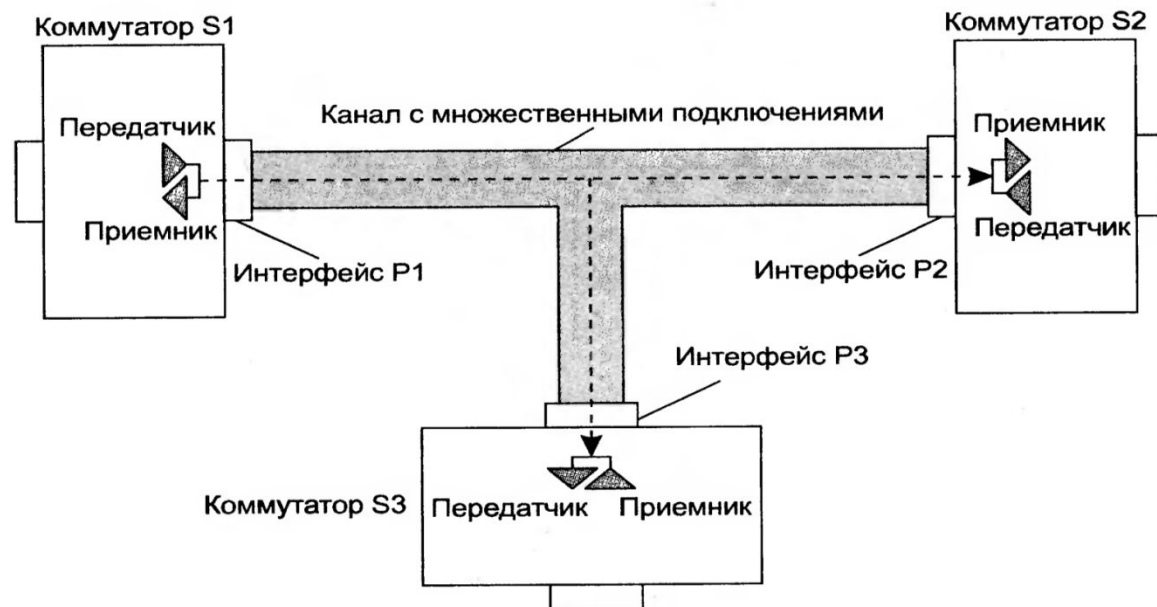 Коммутатор S1
Коммутатор S2
Канал с множественными подключениями
Передатчик
Приемник
Приемник
Передатчик
Интерфейс P1
Интерфейс P2
Интерфейс P3
Коммутатор S3
Передатчик
Приемник